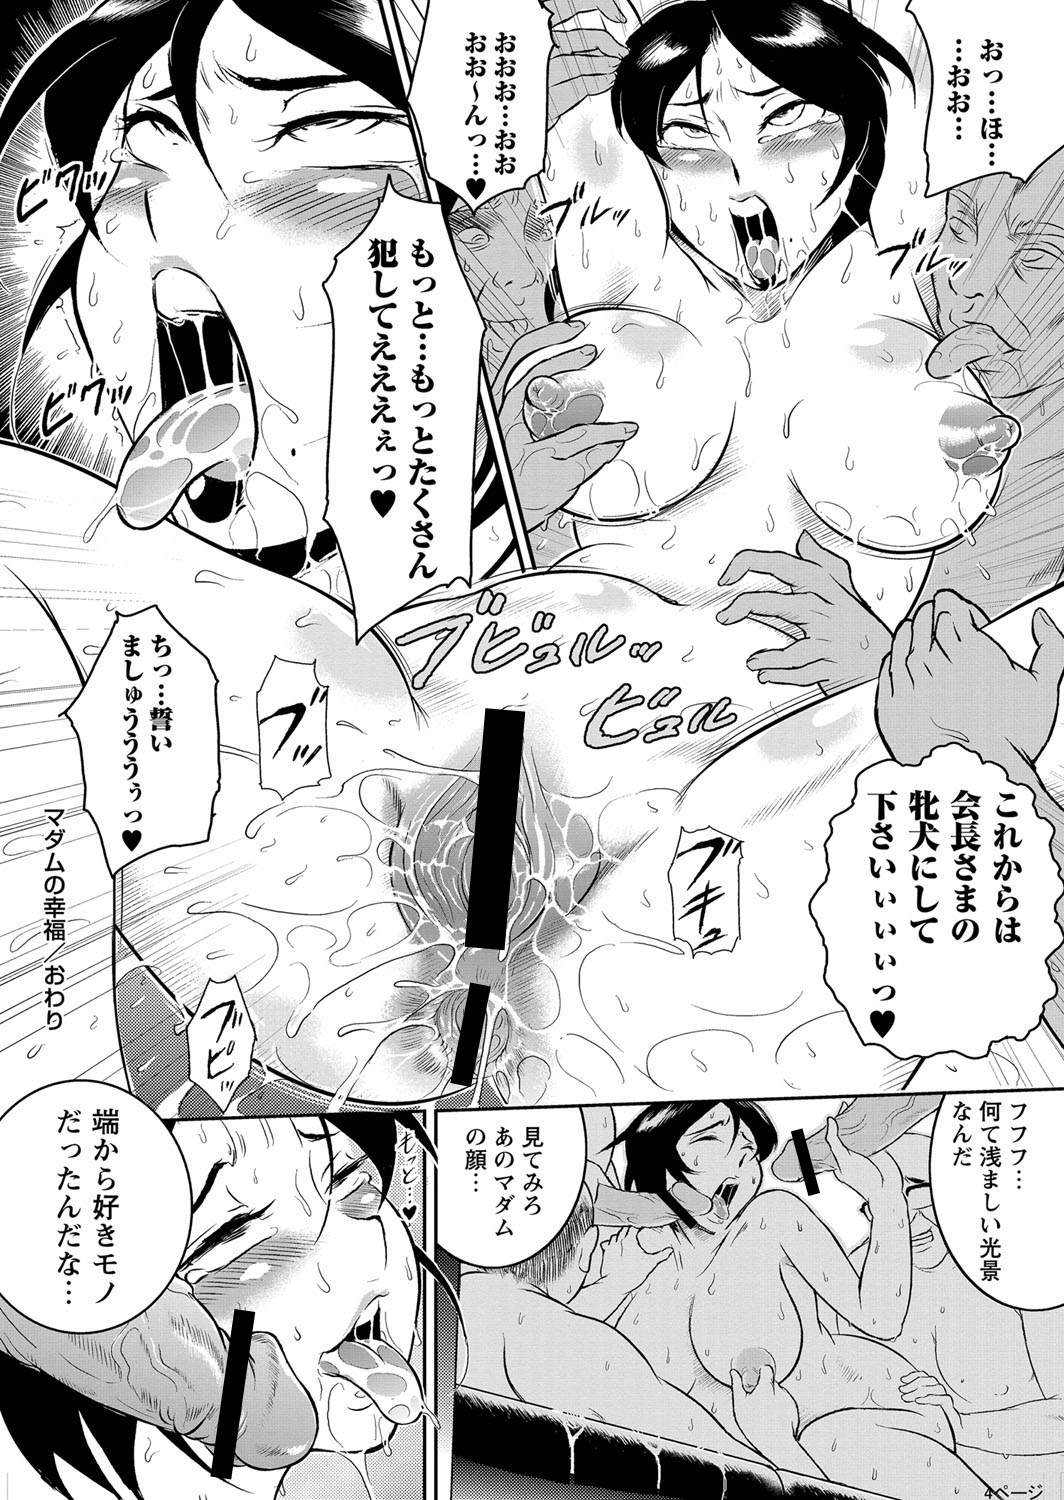 おっ…ほ…
…おお…
おおお…おお
おお～んっ…♥
ブルッ
ブルッ
もっと…もっとたくさん
犯してえええぇっ♥
ビクッ
ビクッ
ブビュルルッ
ビュルル
これからは
会長さまの
牝犬にして
下さいぃぃぃっ♥
ブキュ
ブッ
ちっ…誓い
ましゅうううぅっ♥
ブピ
マダムの幸福／おわり
フフフ…
何て浅ましい光景
なんだ
見てみろ
あのマダム
の顔…
もっと…♥
端から好きモノ
だったんだな…
4ページ